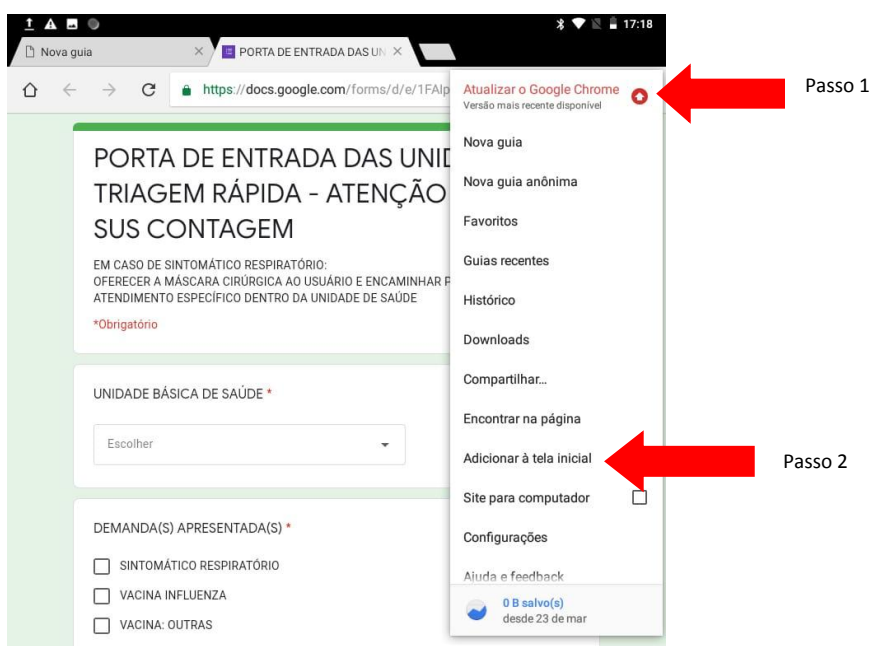 17:18
Nova guia
PORTA DE ENTRADA DAS UN
https://docs.google.com/forms/d/e/1FAIp
Atualizar o Google Chrome
Versão mais recente disponível
Passo 1
Nova guia
Nova guia anônima
Favoritos
Guias recentes
Histórico
Downloads
Compartilhar...
Encontrar na página
Adicionar à tela inicial
Passo 2
Site para computador
Configurações
Ajuda e feedback
0 B salvo(s)
desde 23 de mar
PORTA DE ENTRADA DAS UNID
TRIAGEM RÁPIDA - ATENÇÃO
SUS CONTAGEM
EM CASO DE SINTOMÁTICO RESPIRATÓRIO:
OFERECER A MÁSCARA CIRÚRGICA AO USUÁRIO E ENCAMINHAR P
ATENDIMENTO ESPECÍFICO DENTRO DA UNIDADE DE SAÚDE
*Obrigatório
UNIDADE BÁSICA DE SAÚDE *
Escolher
DEMANDA(S) APRESENTADA(S) *
SINTOMÁTICO RESPIRATÓRIO
VACINA INFLUENZA
VACINA: OUTRAS